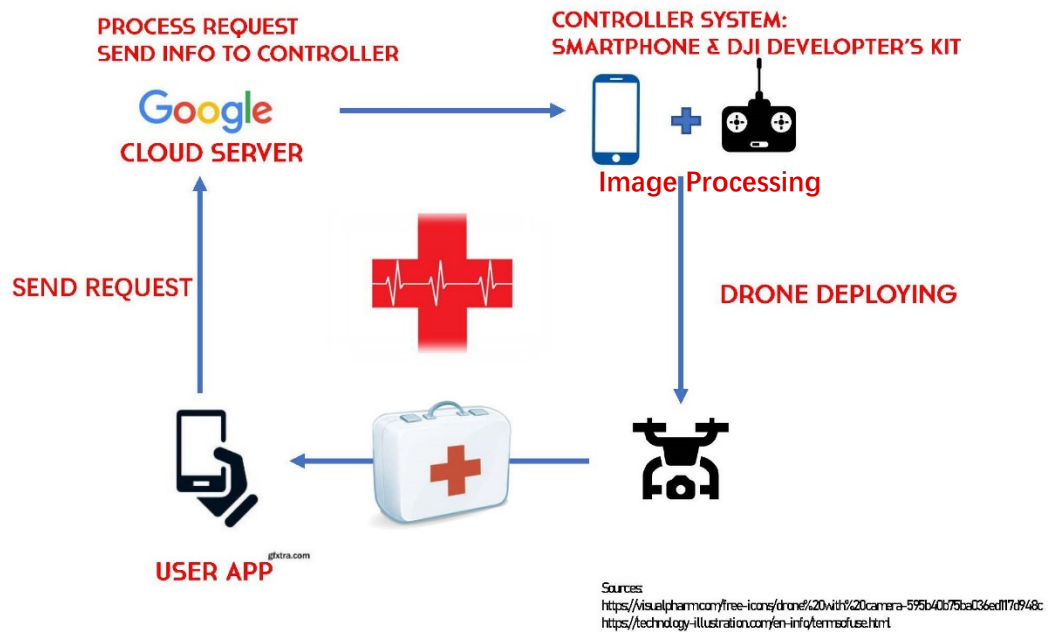 PROCESS REQUEST
SEND INFO TO CONTROLLER
CONTROLLER SYSTEM:
SMARTPHONE & DJI DEVELOPTER'S KIT
Google
CLOUD SERVER
Image Processing
SEND REQUEST
DRONE DEPLOYING
USER APP
gfxtra.com
Sources:
https://visualpharm.com/free-icons/drone%20with%20camera-595b40b75ba036ed117d948c
https://technology-illustration.com/en-info/termsofuse.html